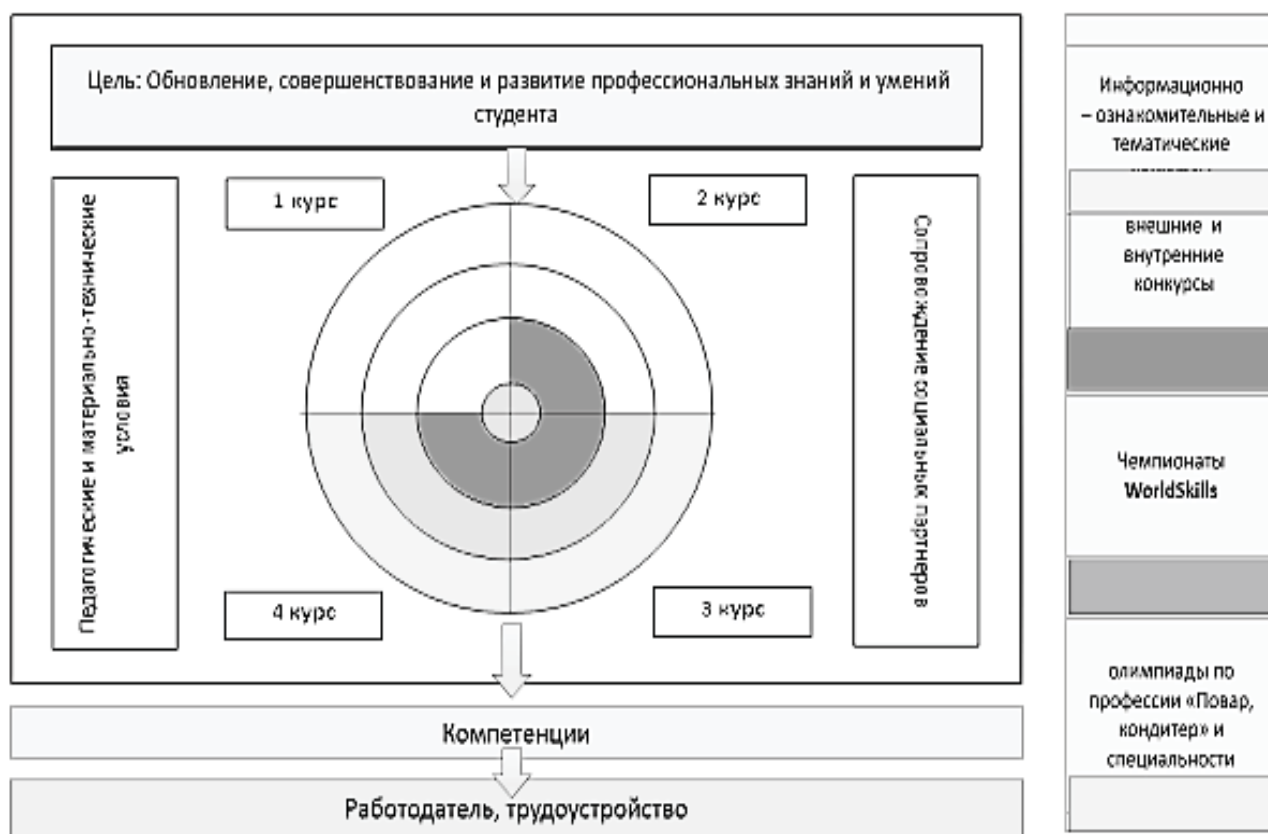 Цель: Обновление, совершенствование и развитие профессиональных знаний и умений
студента
1 курс
2 курс
Педагогические и материально-технические
условия
Сопровождение социальных партнеров
4 курс
3 курс
Компетенции
Работодатель, трудоустройство
Информационно
– ознакомительные и
тематические
внешние и
внутренние
конкурсы
Чемпионаты
WorldSkills
олимпиады по
профессии «Повар,
кондитер» и
специальности